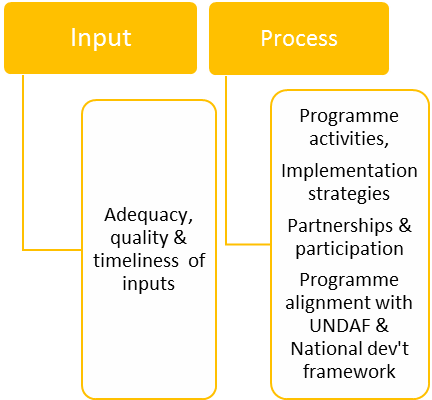 Input
Adequacy,
quality &
timeliness of
inputs
Process
Programme
activities,
Implementation
strategies
Partnerships &
participation
Programme
alignment with
UNDAF &
National dev't
framework